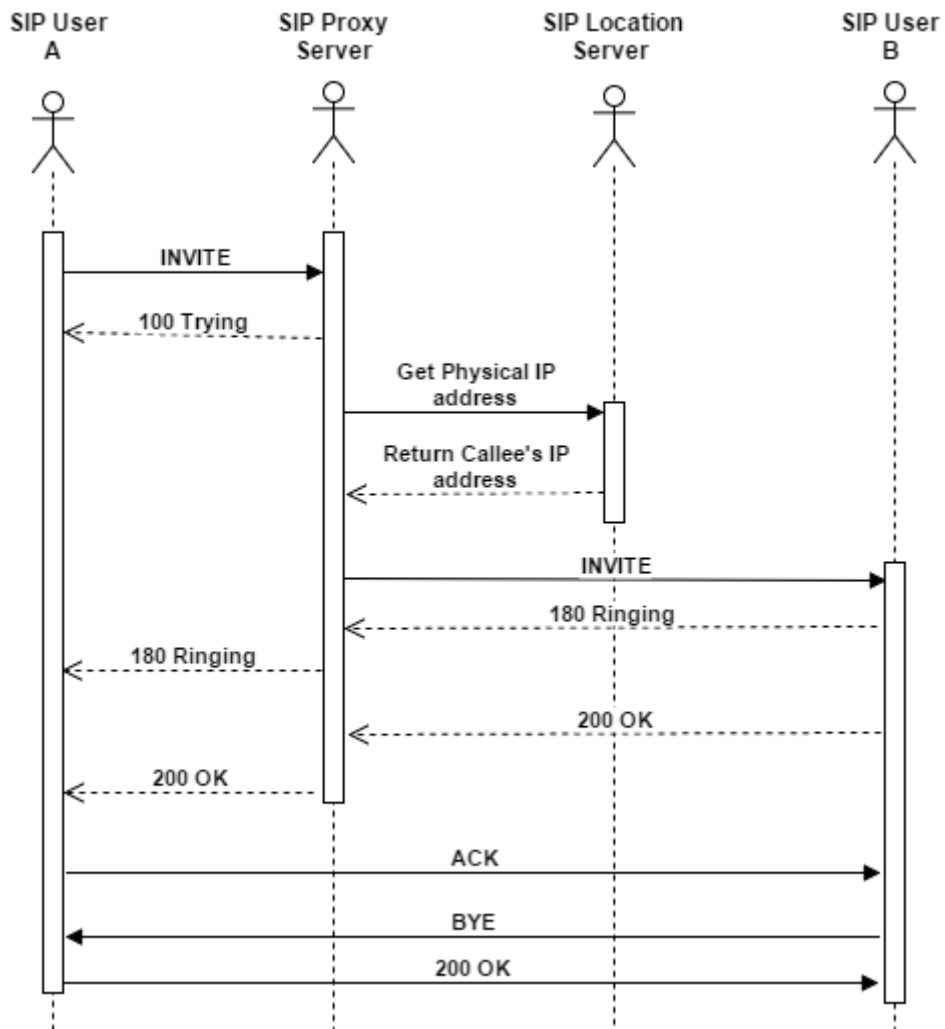 SIP User
A
SIP Proxy
Server
SIP Location
Server
SIP User
B
INVITE
100 Trying
Get Physical IP
address
Return Callee's IP
address
INVITE
180 Ringing
180 Ringing
200 OK
200 OK
ACK
BYE
200 OK